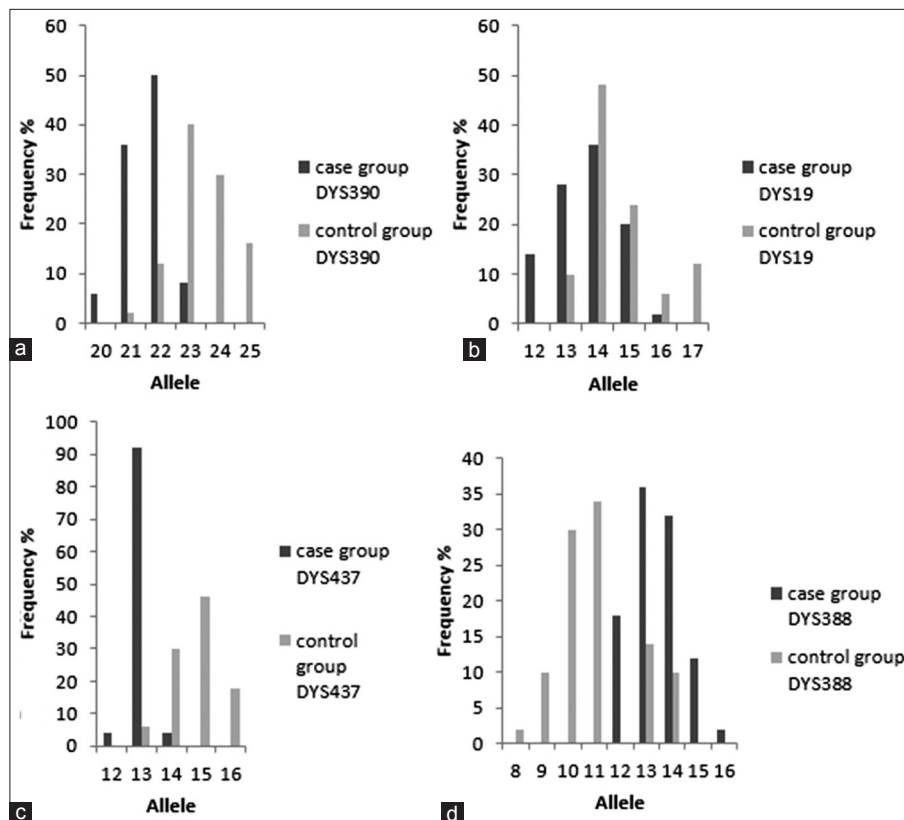 60
50
40
30
20
10
0
Frequency %
20 21 22 23 24 25
Allele
case group
DYS390
control group
DYS390
a
60
50
40
30
20
10
0
Frequency %
12 13 14 15 16 17
Allele
case group
DYS19
control group
DYS19
b
100
90
80
70
60
50
40
30
20
10
0
Frequency %
12 13 14 15 16
Allele
case group
DYS437
control
group
DYS437
c
40
35
30
25
20
15
10
5
0
Frequency %
8 9 10 11 12 13 14 15 16
Allele
case group
DYS388
control group
DYS388
d